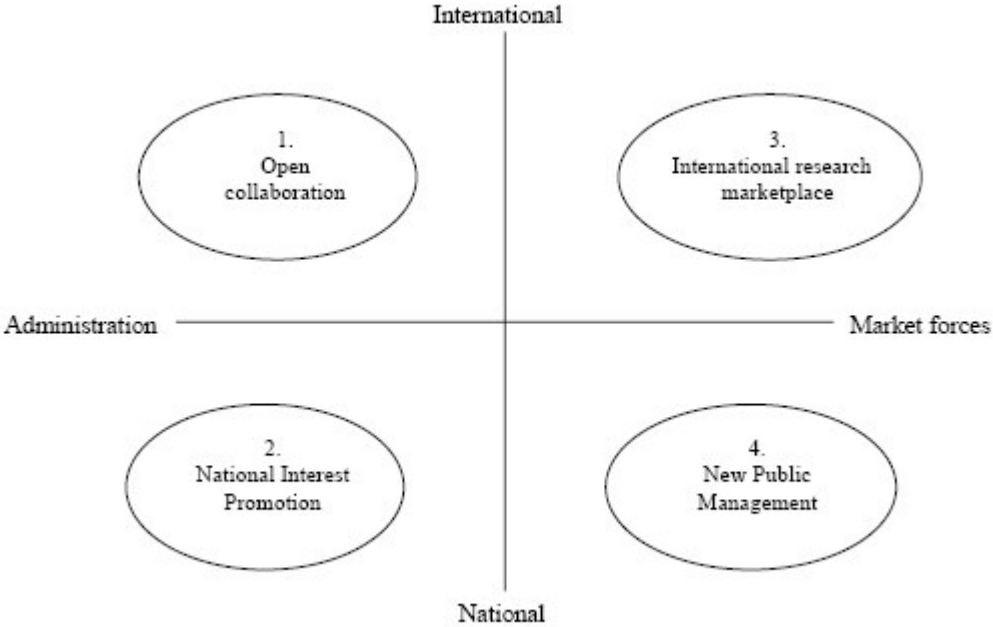 International
1.
Open
collaboration
3.
International research
marketplace
Administration
Market forces
2.
National Interest
Promotion
4.
New Public
Management
National